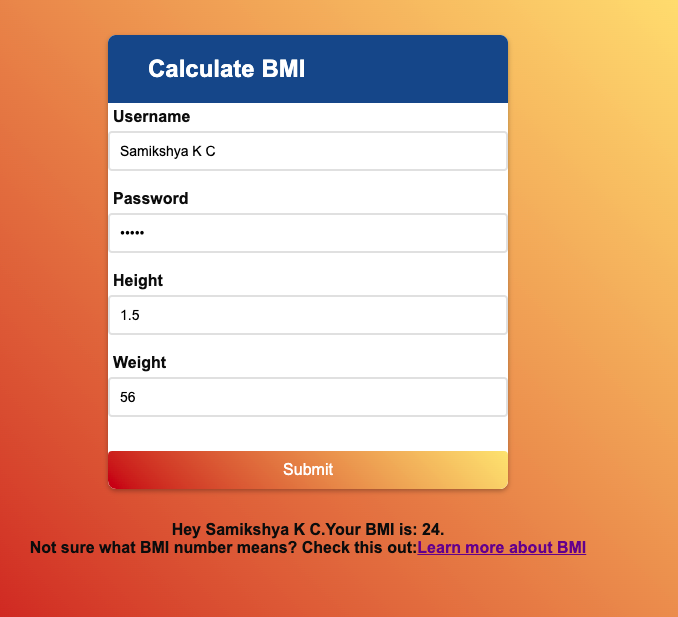 Calculate BMI
Username
Samikshya K C
Password
•••••
Height
1.5
Weight
56
Submit
Hey Samikshya K C.Your BMI is: 24.
Not sure what BMI number means? Check this out:Learn more about BMI